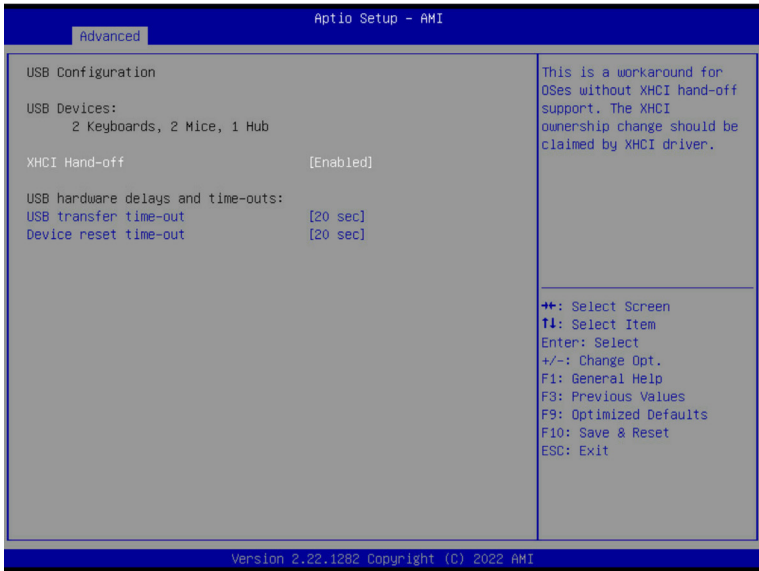 Aptio Setup - AMI
Advanced
USB Configuration
USB Devices:
2 Keyboards, 2 Mice, 1 Hub
XHCI Hand-off [Enabled]
USB hardware delays and time-outs:
USB transfer time-out [20 sec]
Device reset time-out [20 sec]
This is a workaround for
OSes without XHCI hand-off
support. The XHCI
ownership change should be
claimed by XHCI driver.
→←: Select Screen
↑↓: Select Item
Enter: Select
+/-: Change Opt.
F1: General Help
F3: Previous Values
F9: Optimized Defaults
F10: Save & Reset
ESC: Exit
Version 2.22.1282 Copyright (C) 2022 AMI